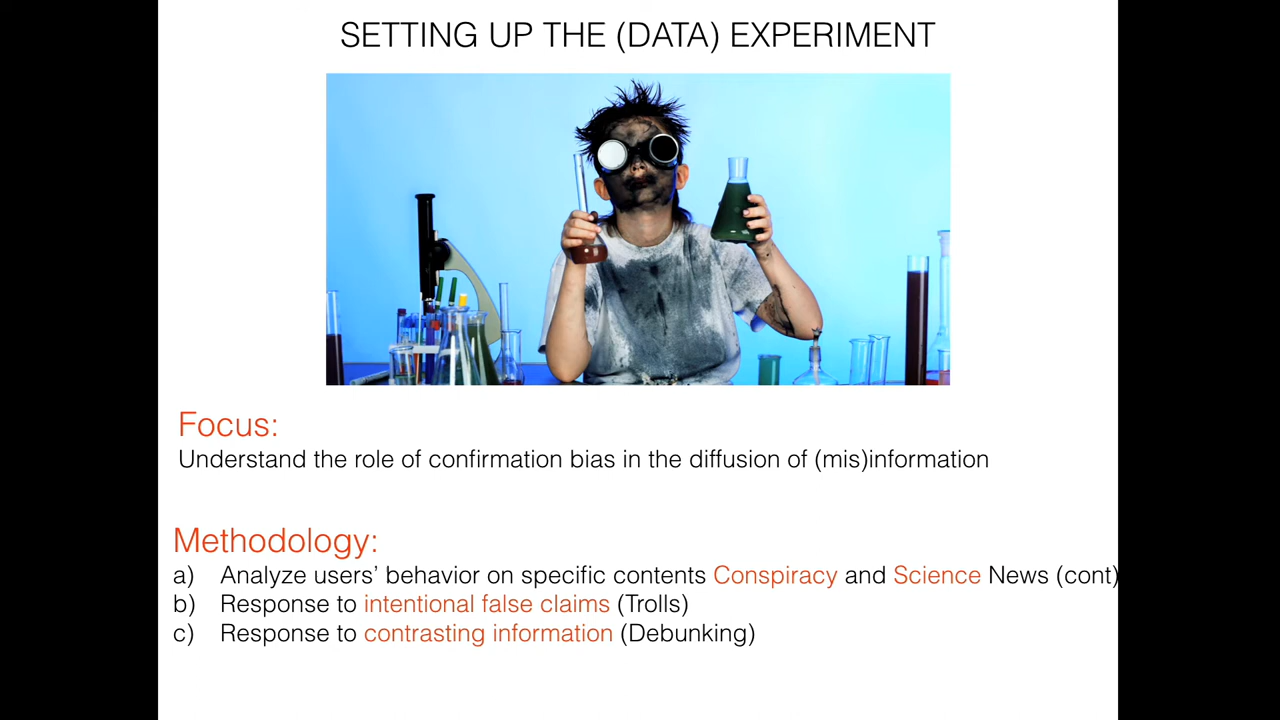 SETTING UP THE (DATA) EXPERIMENT
Focus:
Understand the role of confirmation bias in the diffusion of (mis)information
Methodology:
a) Analyze users’ behavior on specific contents Conspiracy and Science News (cont)
b) Response to intentional false claims (Trolls)
c) Response to contrasting information (Debunking)